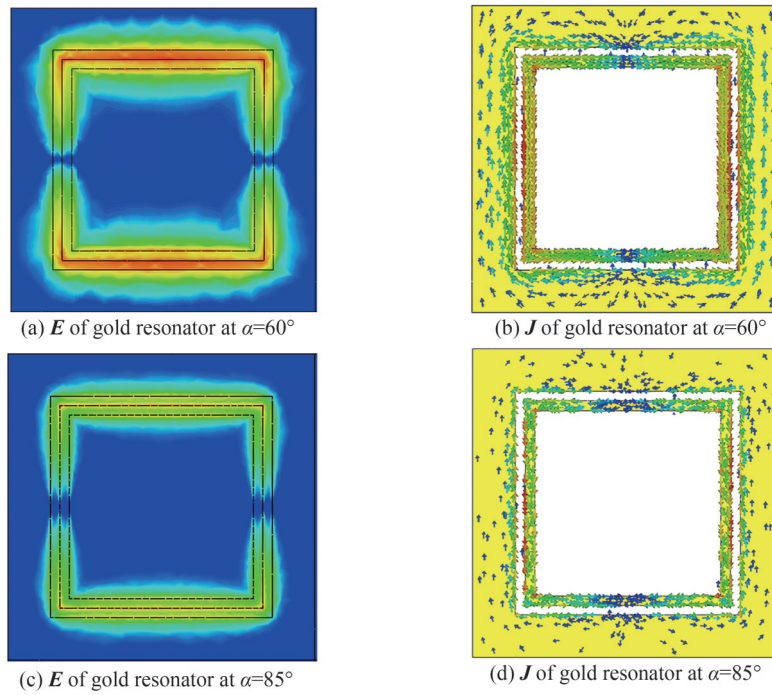 (a) E of gold resonator at α=60°
(b) J of gold resonator at α=60°
(c) E of gold resonator at α=85°
(d) J of gold resonator at α=85°